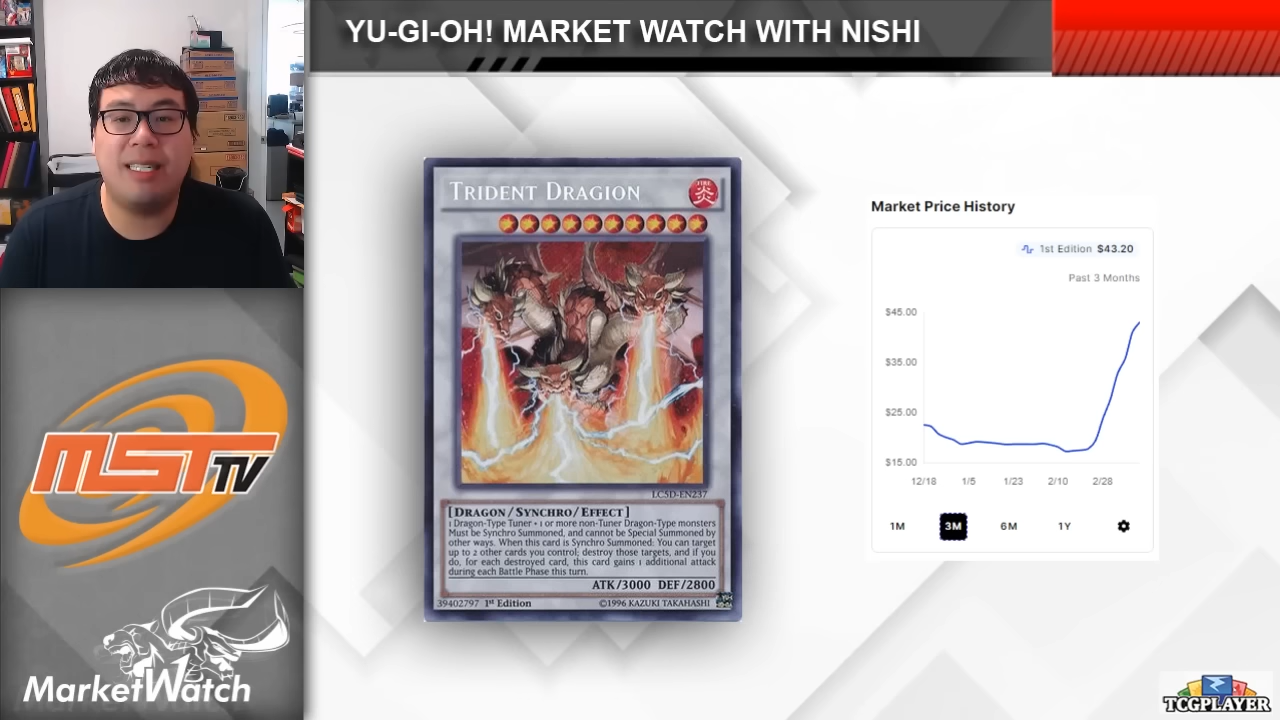 YU-GI-OH! MARKET WATCH WITH NISHI
TRIDENT DRAGION
FIRE
炎
LC5D-EN237
[DRAGON/SYNCHRO/EFFECT]
1 Dragon-Type Tuner + 1 or more non-Tuner Dragon-Type monsters
Must be Synchro Summoned, and cannot be Special Summoned by
other ways. When this card is Synchro Summoned: You can target
up to 2 other cards you control; destroy those targets, and if you
do, for each destroyed card, this card gains 1 additional attack
during each Battle Phase this turn.
ATK/3000 DEF/2800
39402797 1st Edition
©1996 KAZUKI TAKAHASHI
Market Price History
1st Edition $43.20
Past 3 Months
$45.00
$35.00
$25.00
$15.00
12/18 1/5 1/23 2/10 2/28
1M 3M 6M 1Y
MST TV
MarketWatch
TCGPLAYER